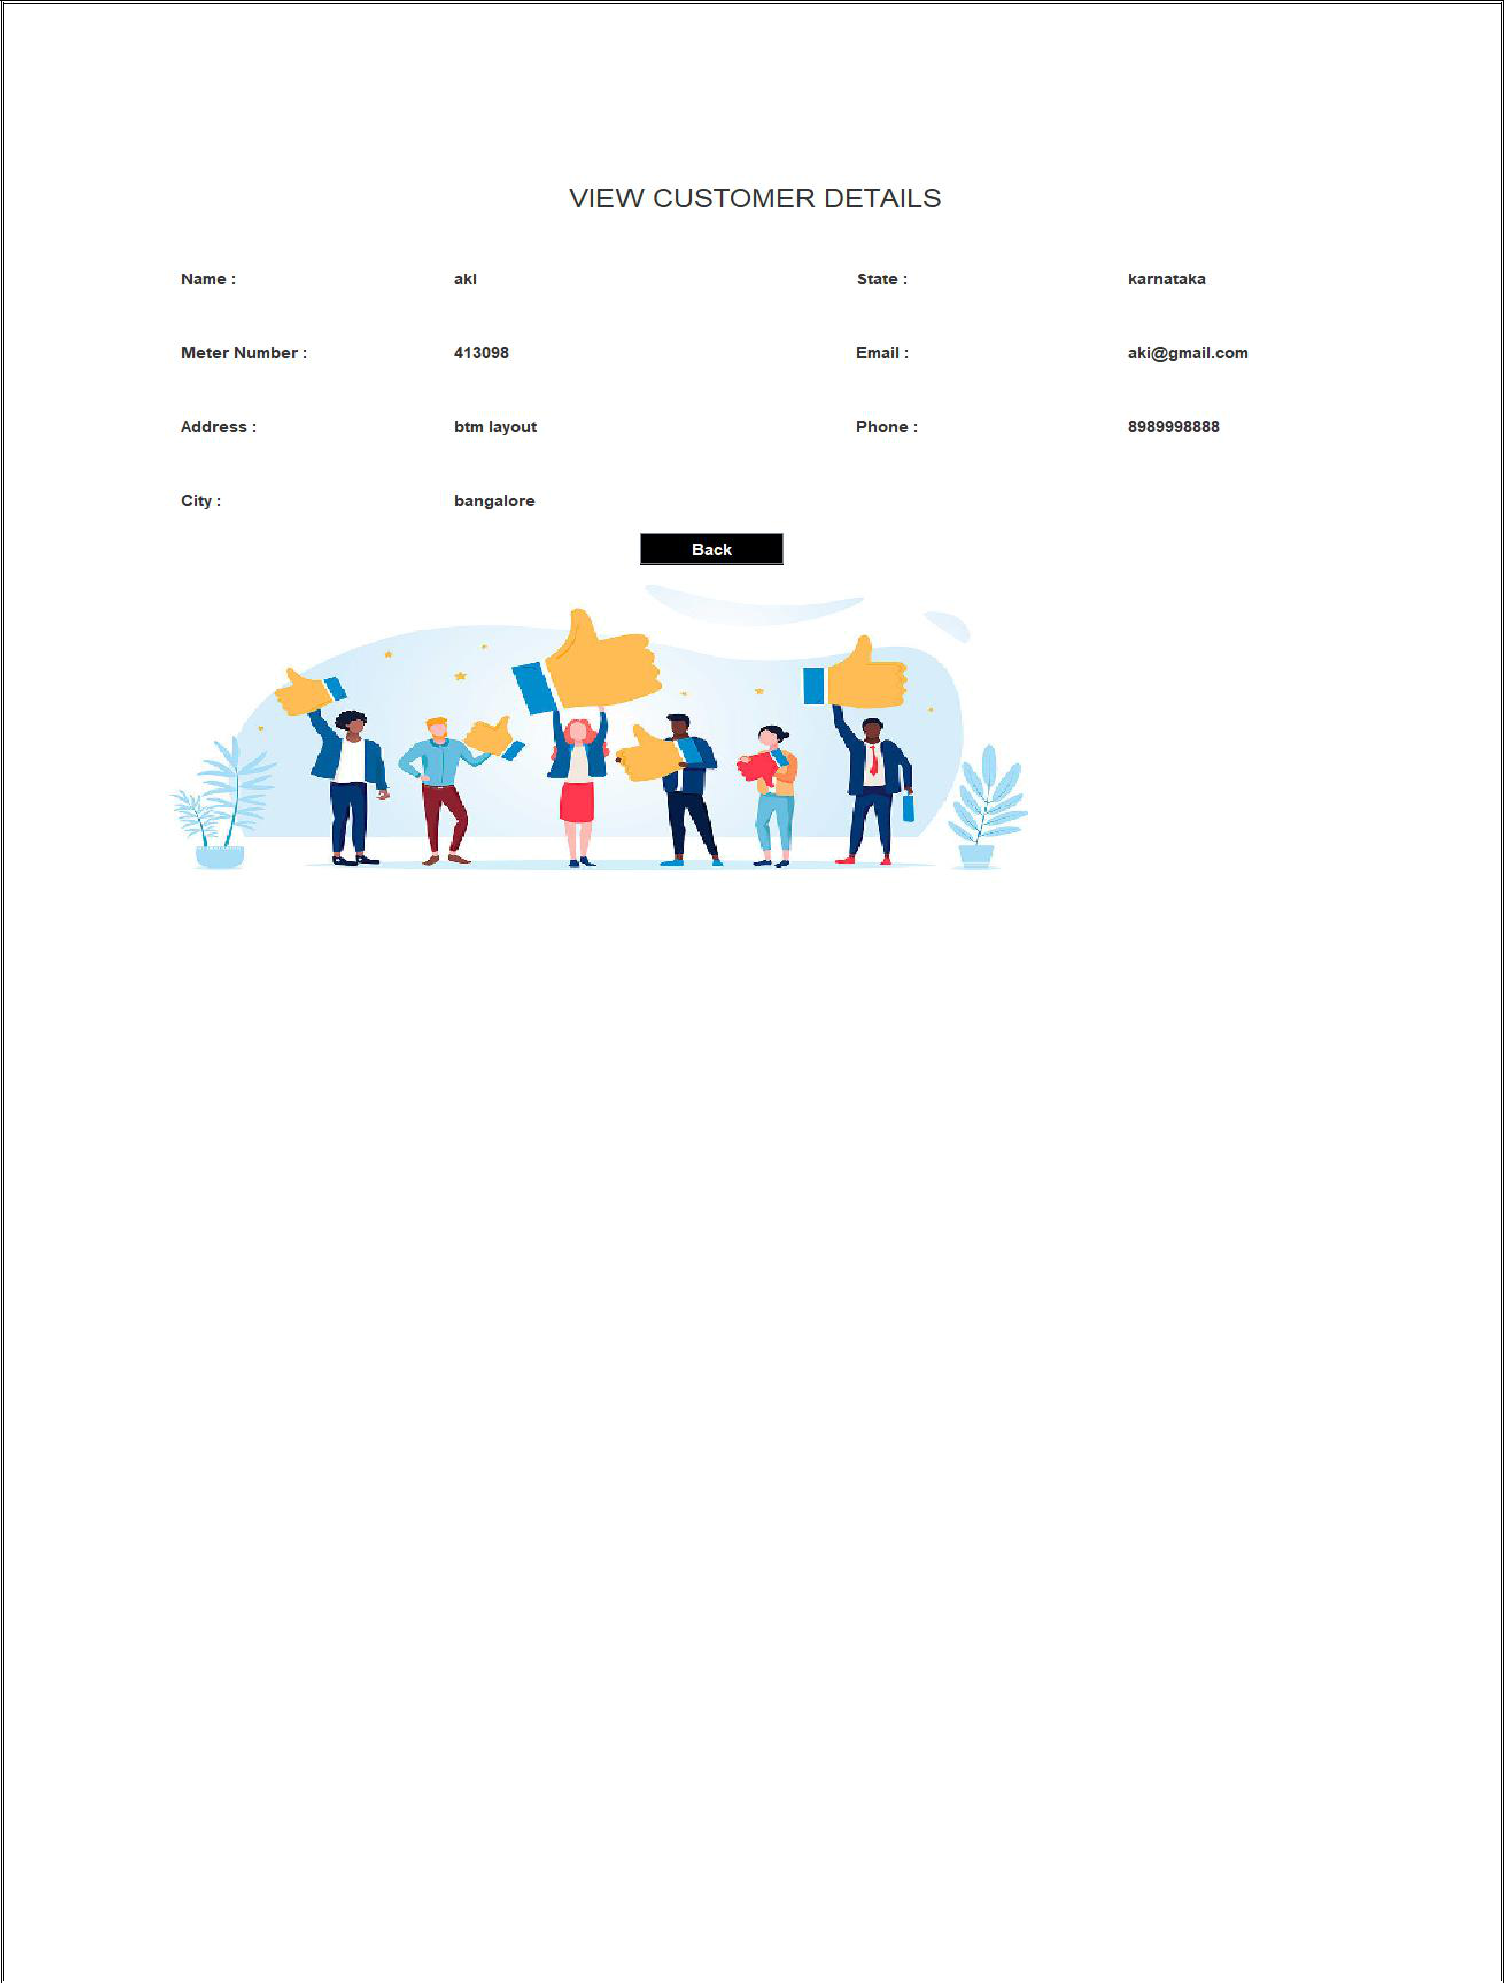 VIEW CUSTOMER DETAILS
Name : aki State : karnataka
Meter Number : 413098 Email : aki@gmail.com
Address : btm layout Phone : 8989998888
City : bangalore
Back